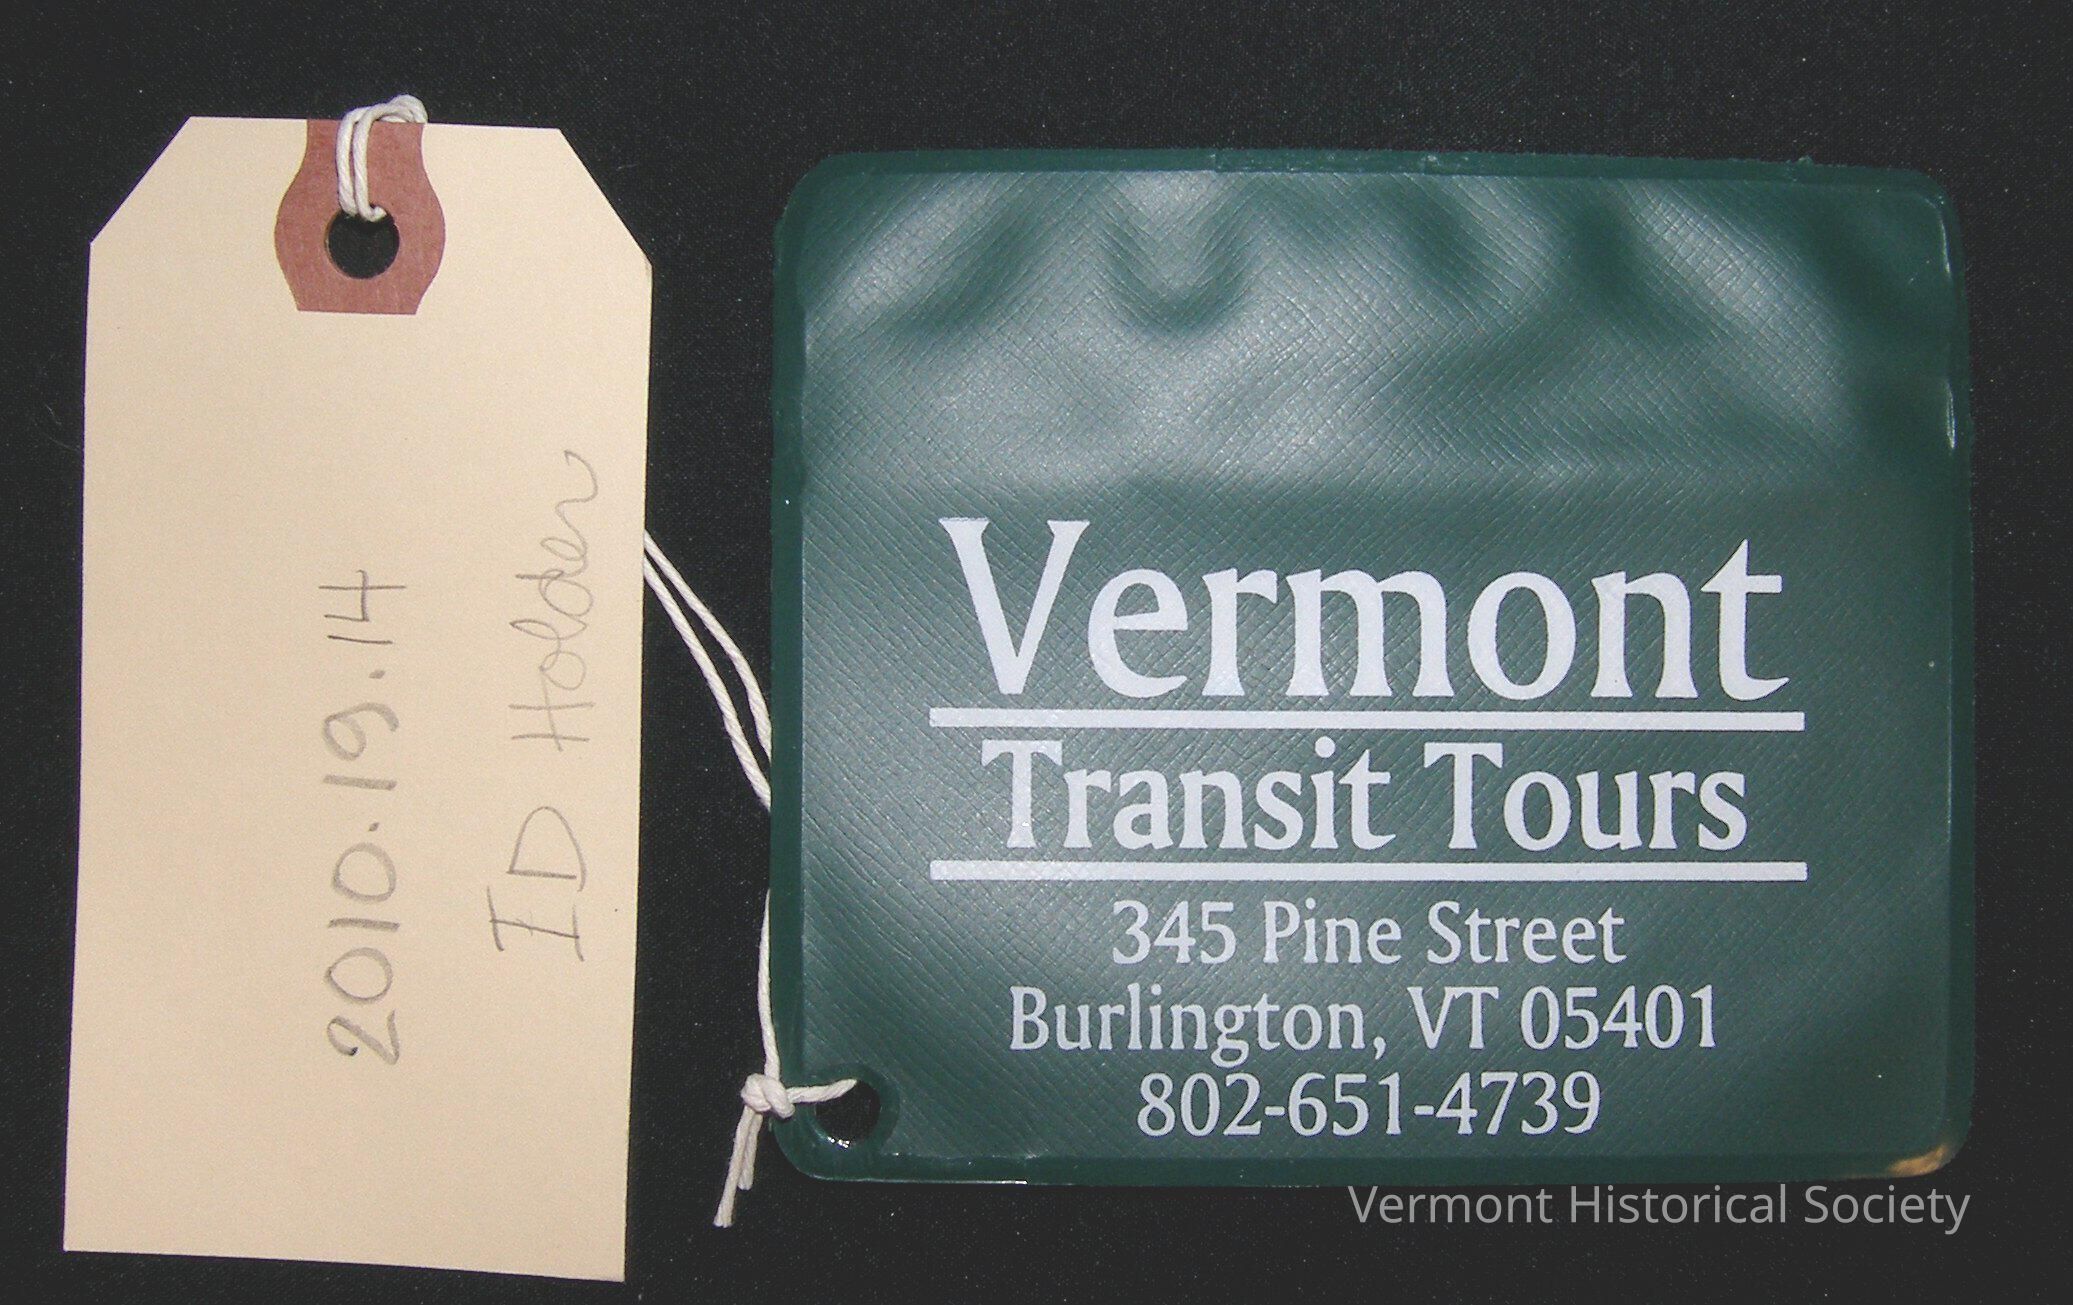 2010.19.14
ID Holder
Vermont
Transit Tours
345 Pine Street
Burlington, VT 05401
802-651-4739
Vermont Historical Society